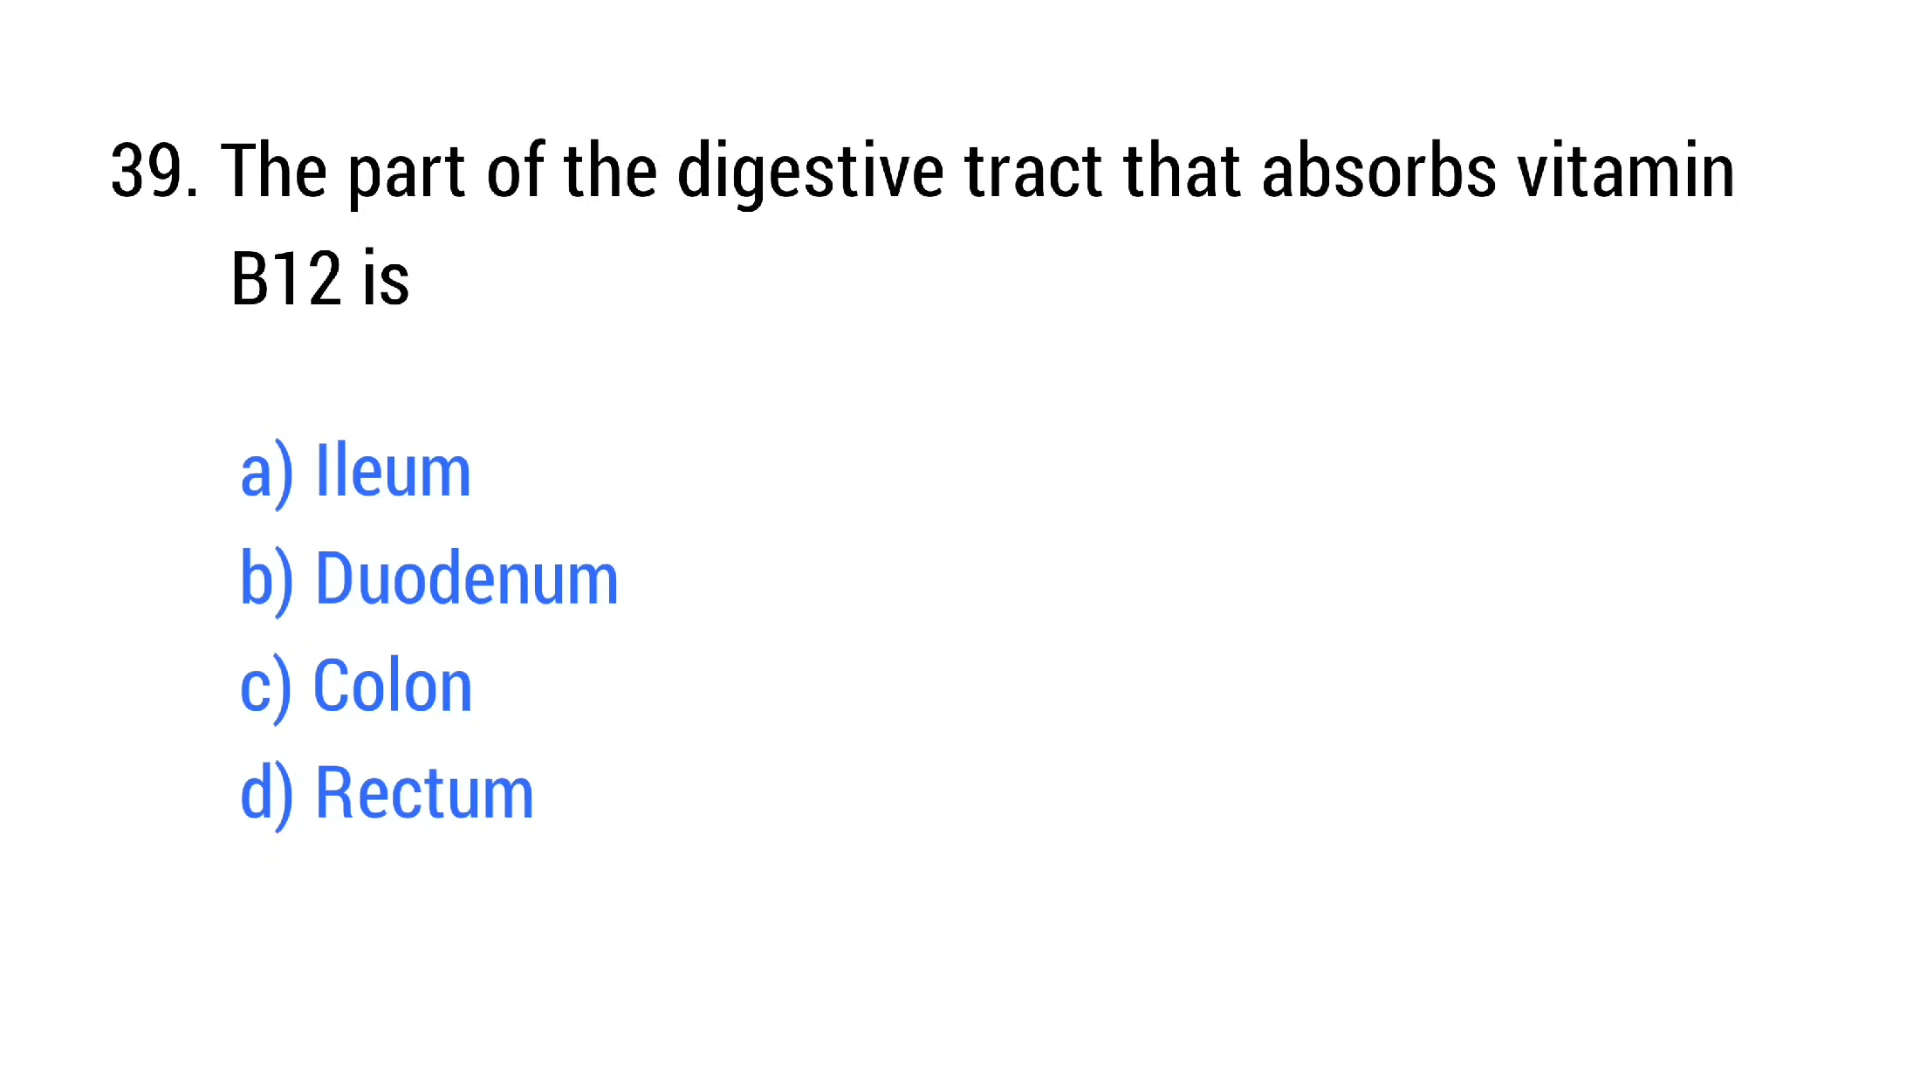 39. The part of the digestive tract that absorbs vitamin
B12 is
a) Ileum
b) Duodenum
c) Colon
d) Rectum